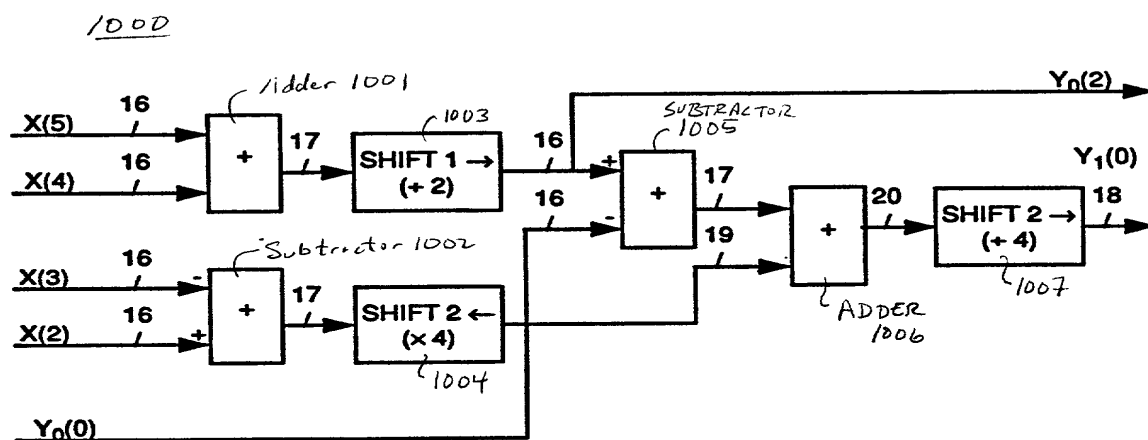 1000
Adder 1001
16
X(5)
16
X(4)
+
17
1003
SHIFT 1 →
(÷ 2)
16
Y0(2)
SUBTRACTOR
1005
+
-
+
16
17
Y1(0)
Subtractor 1002
16
X(3)
-
16
X(2)
+
+
17
SHIFT 2 ←
(× 4)
1004
19
+
20
SHIFT 2 →
(÷ 4)
18
1007
ADDER
1006
Y0(0)